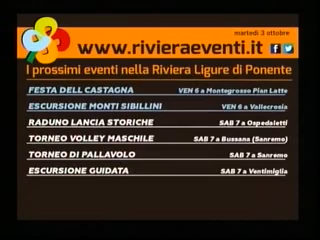 martedì 3 ottobre
www.rivieraeventi.it
I prossimi eventi nella Riviera Ligure di Ponente
FESTA DELL CASTAGNA VEN 6 a Montegrosso Pian Latte
ESCURSIONE MONTI SIBILLINI VEN 6 a Vallecrosia
RADUNO LANCIA STORICHE SAB 7 a Ospedaletti
TORNEO VOLLEY MASCHILE SAB 7 a Bussana (Sanremo)
TORNEO DI PALLAVOLO SAB 7 a Sanremo
ESCURSIONE GUIDATA SAB 7 a Ventimiglia